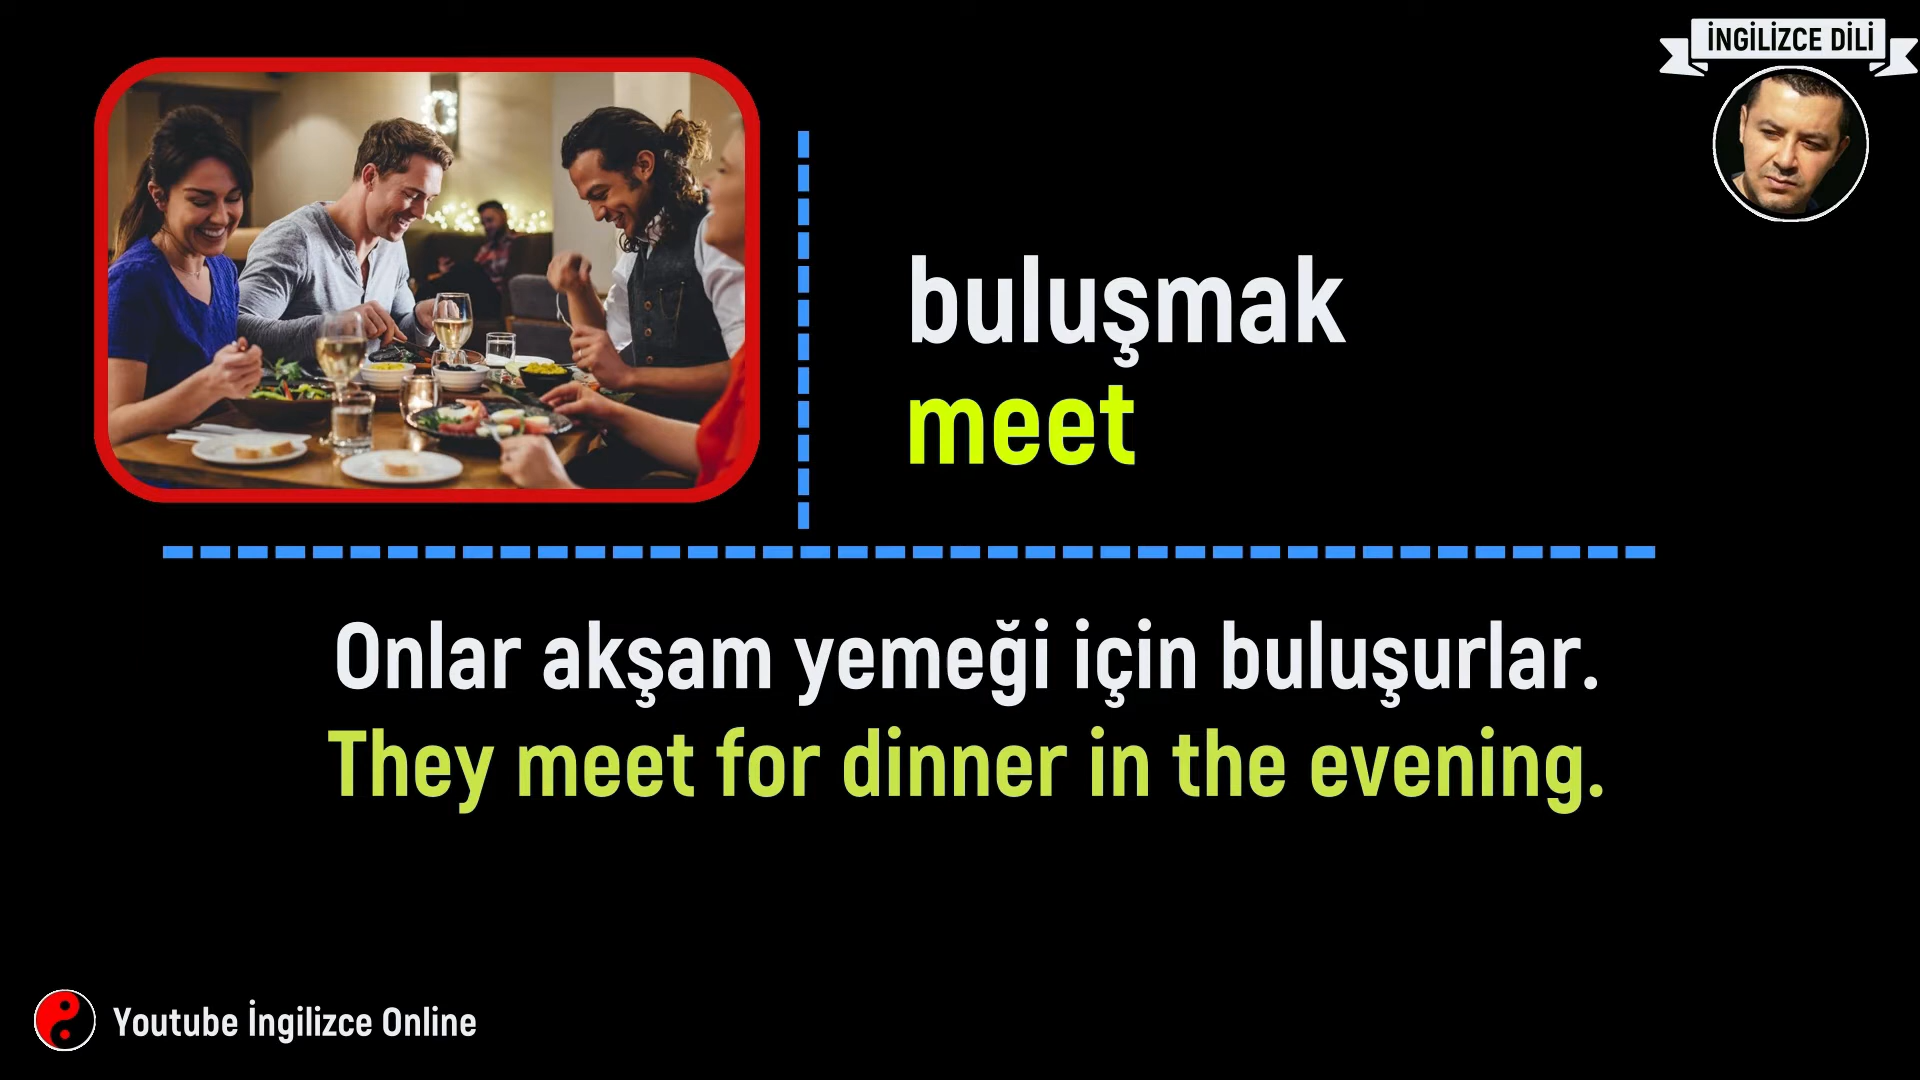 İNGİLİZCE DİLİ
buluşmak
meet
Onlar akşam yemeği için buluşurlar.
They meet for dinner in the evening.
Youtube İngilizce Online